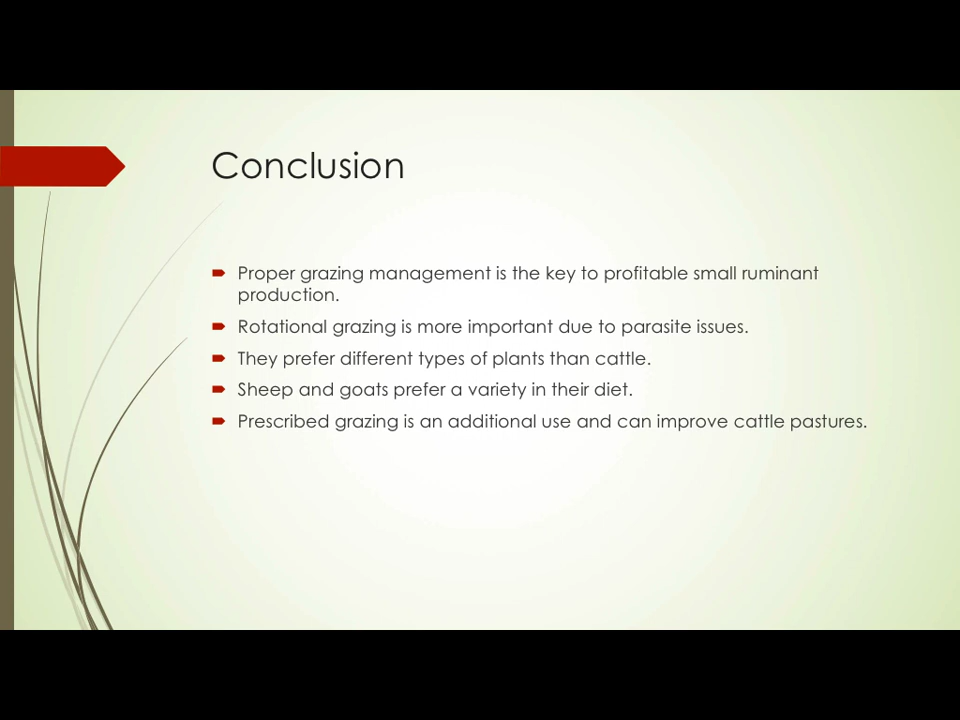 Conclusion
Proper grazing management is the key to profitable small ruminant
production.
Rotational grazing is more important due to parasite issues.
They prefer different types of plants than cattle.
Sheep and goats prefer a variety in their diet.
Prescribed grazing is an additional use and can improve cattle pastures.